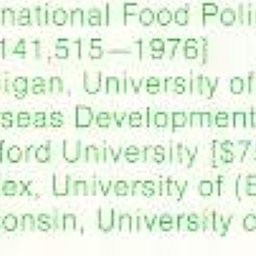 national Food Poli
141,515—1976]
igan, University of
seas Development
ford University [$7
ex, University of (E
onsin, University o